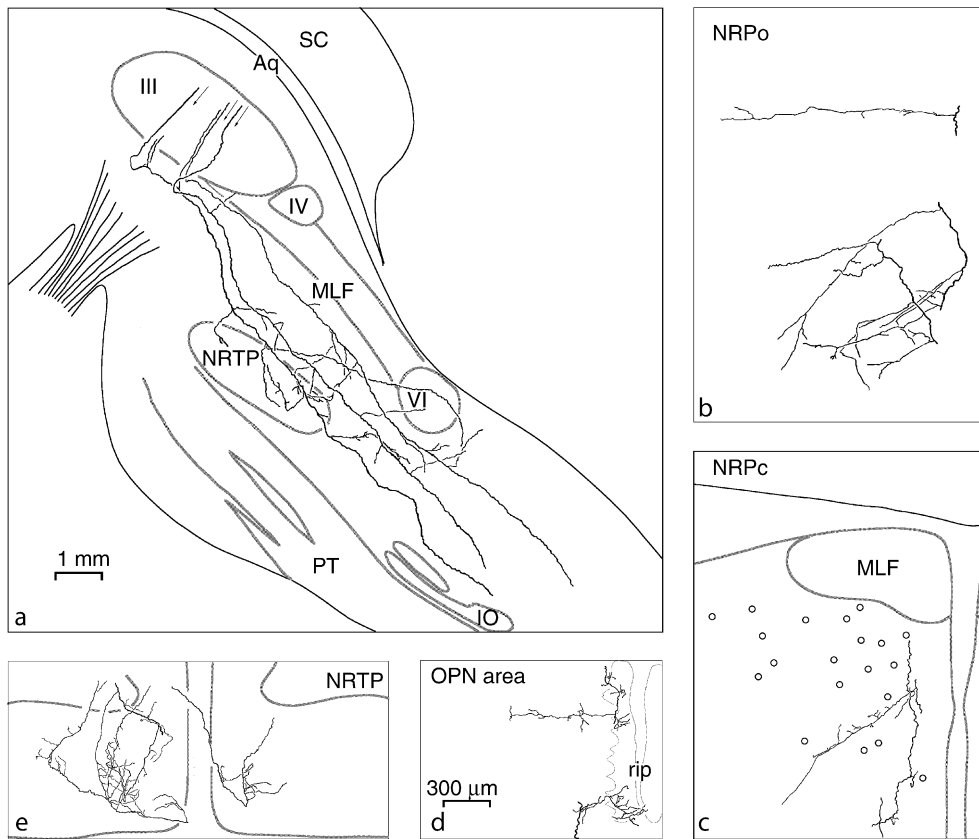 SC
Aq
III
IV
MLF
NRTP
VI
1 mm
PT
IO
a
NRPo
b
NRPc
MLF
c
NRTP
e
OPN area
rip
300 μm
d